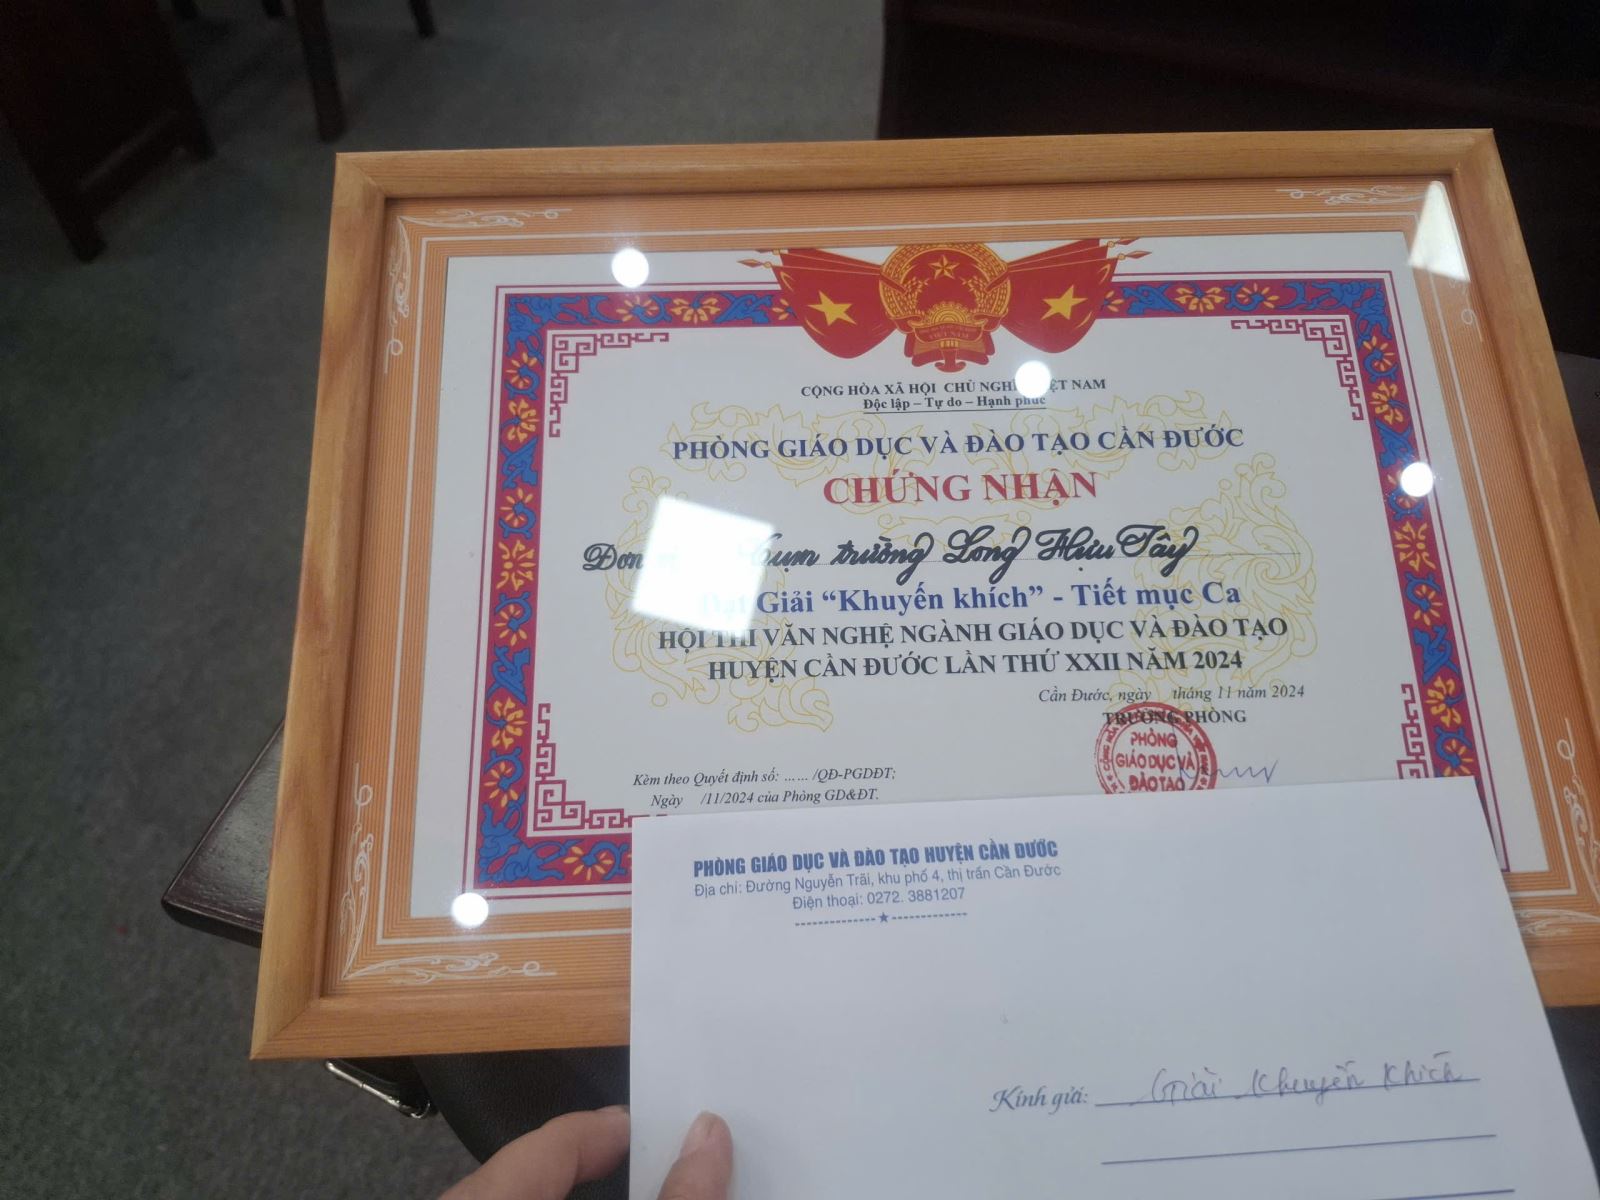 CỘNG HÒA XÃ HỘI CHỦ NGHĨA VIỆT NAM
Độc lập – Tự do – Hạnh phúc
PHÒNG GIÁO DỤC VÀ ĐÀO TẠO CẦN ĐƯỚC
CHỨNG NHẬN
Cụm trường Long Hựu Tây
Đạt Giải “Khuyến khích” - Tiết mục Ca
HỘI THI VĂN NGHỆ NGÀNH GIÁO DỤC VÀ ĐÀO TẠO
HUYỆN CẦN ĐƯỚC LẦN THỨ XXII NĂM 2024
Cần Đước, ngày tháng 11 năm 2024
TRƯỞNG PHÒNG
PHÒNG
GIÁO DỤC VÀ
ĐÀO TẠO
Kèm theo Quyết định số: ...... /QĐ-PGDĐT;
Ngày /11/2024 của Phòng GD&ĐT.
PHÒNG GIÁO DỤC VÀ ĐÀO TẠO HUYỆN CẦN ĐƯỚC
Địa chỉ: Đường Nguyễn Trãi, khu phố 4, thị trấn Cần Đước
Điện thoại: 0272. 3881207
Kính gửi: Giải Khuyến Khích